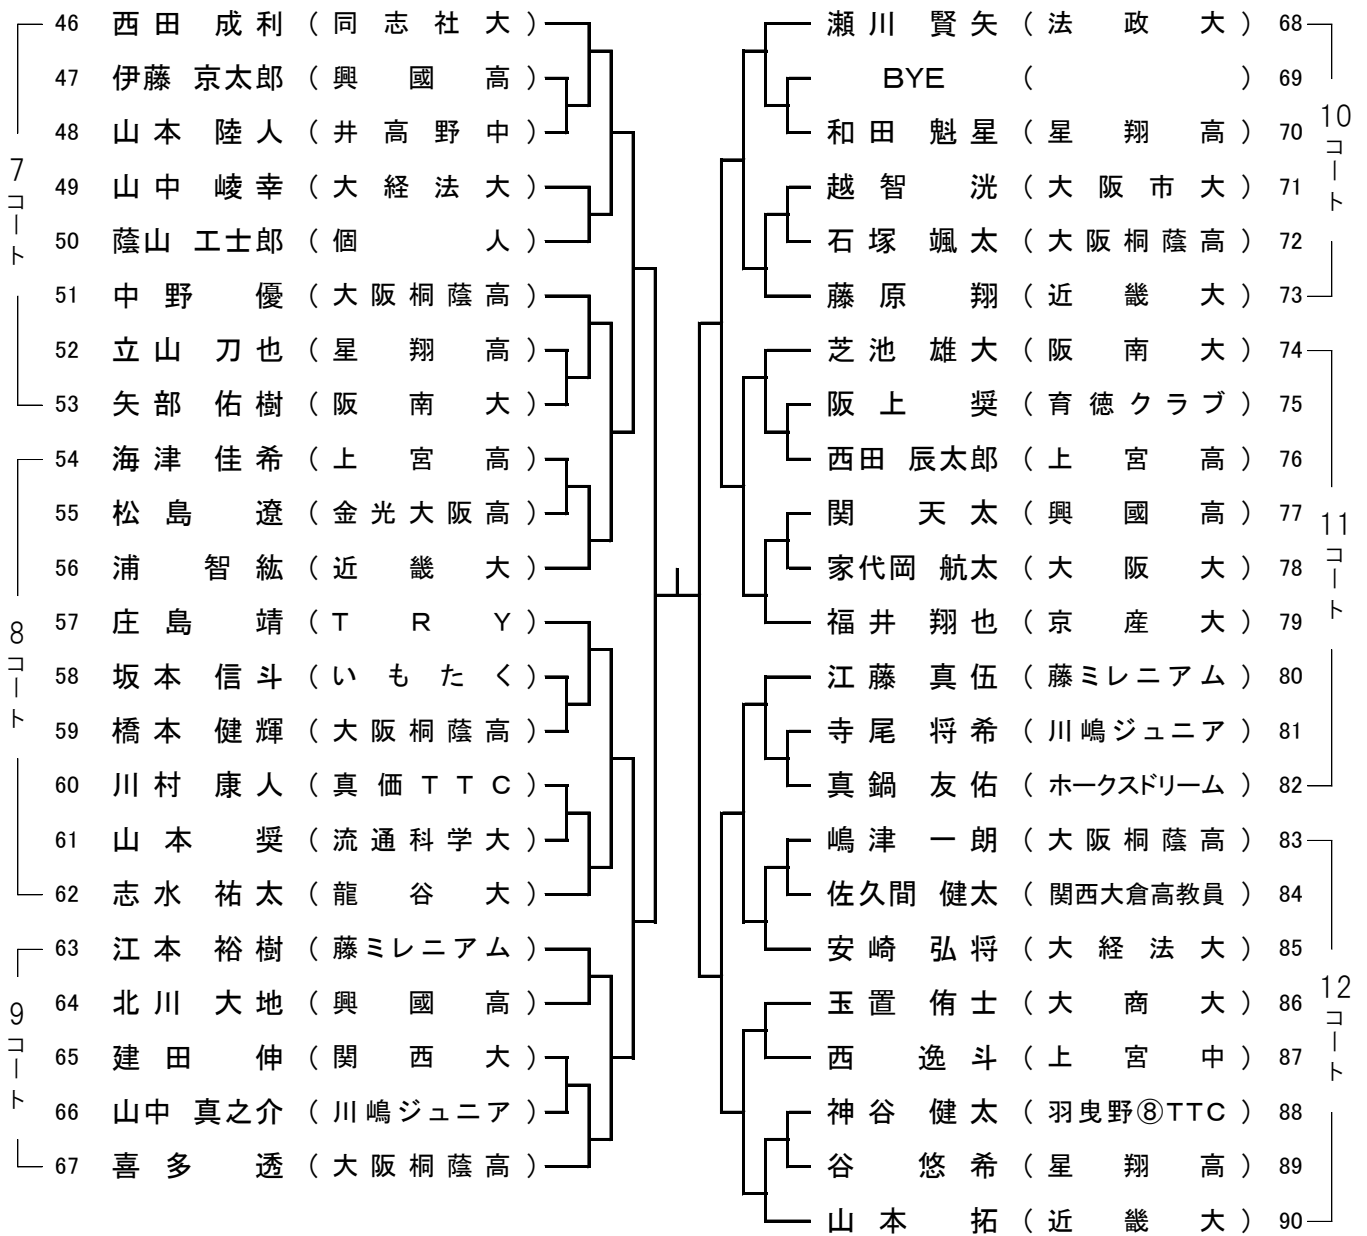 7コート
46 西田 成利 (同志社大)
47 伊藤 京太郎 (興國高)
48 山本 陸人 (井高野中)
49 山中 崚幸 (大経法大)
50 蔭山 工士郎 (個人)
51 中野 優 (大阪桐蔭高)
52 立山 刀也 (星翔高)
53 矢部 佑樹 (阪南大)
8コート
54 海津 佳希 (上宮高)
55 松島 遼 (金光大阪高)
56 浦 智紘 (近畿大)
57 庄島 靖 (TRY)
58 坂本 信斗 (いもたく)
59 橋本 健輝 (大阪桐蔭高)
60 川村 康人 (真価TTC)
61 山本 奨 (流通科学大)
62 志水 祐太 (龍谷大)
9コート
63 江本 裕樹 (藤ミレニアム)
64 北川 大地 (興國高)
65 建田 伸 (関西大)
66 山中 真之介 (川嶋ジュニア)
67 喜多 透 (大阪桐蔭高)
瀬川 賢矢 (法政大) 68
BYE ( ) 69
和田 魁星 (星翔高) 70
越智 洸 (大阪市大) 71
石塚 颯太 (大阪桐蔭高) 72
藤原 翔 (近畿大) 73
10コート
芝池 雄大 (阪南大) 74
阪上 奨 (育徳クラブ) 75
西田 辰太郎 (上宮高) 76
関 天太 (興國高) 77
家代岡 航太 (大阪大) 78
福井 翔也 (京産大) 79
江藤 真伍 (藤ミレニアム) 80
寺尾 将希 (川嶋ジュニア) 81
真鍋 友佑 (ホークスドリーム) 82
11コート
嶋津 一朗 (大阪桐蔭高) 83
佐久間 健太 (関西大倉高教員) 84
安崎 弘将 (大経法大) 85
玉置 侑士 (大商大) 86
西 逸斗 (上宮中) 87
神谷 健太 (羽曳野⑧TTC) 88
谷 悠希 (星翔高) 89
山本 拓 (近畿大) 90
12コート